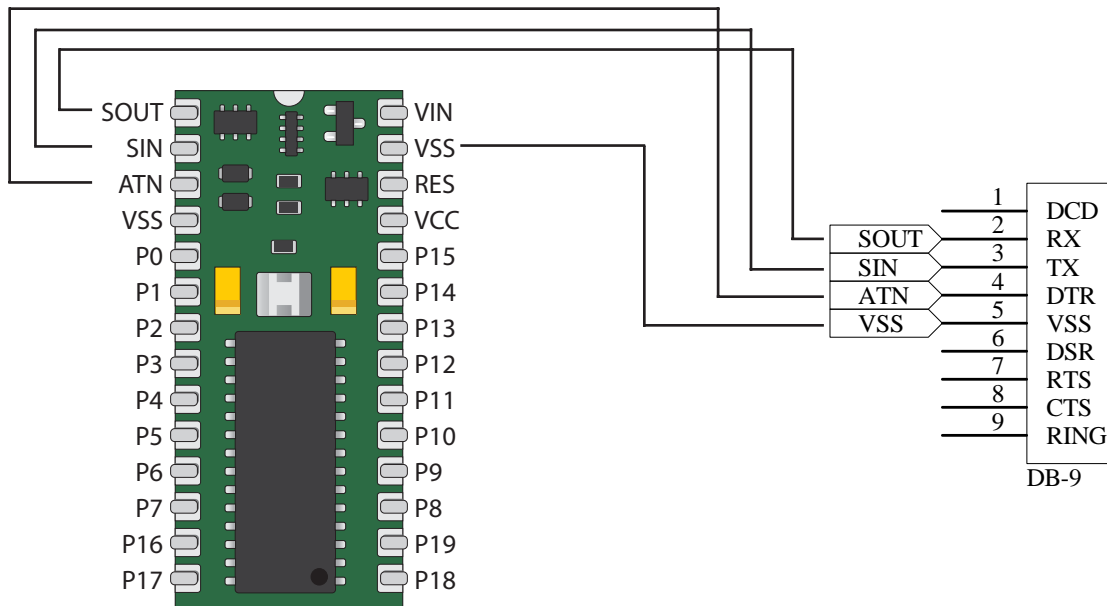 SOUT
SIN
ATN
VSS
P0
P1
P2
P3
P4
P5
P6
P7
P16
P17
VIN
VSS
RES
VCC
P15
P14
P13
P12
P11
P10
P9
P8
P19
P18
SOUT
SIN
ATN
VSS
1 DCD
2 RX
3 TX
4 DTR
5 VSS
6 DSR
7 RTS
8 CTS
9 RING
DB-9